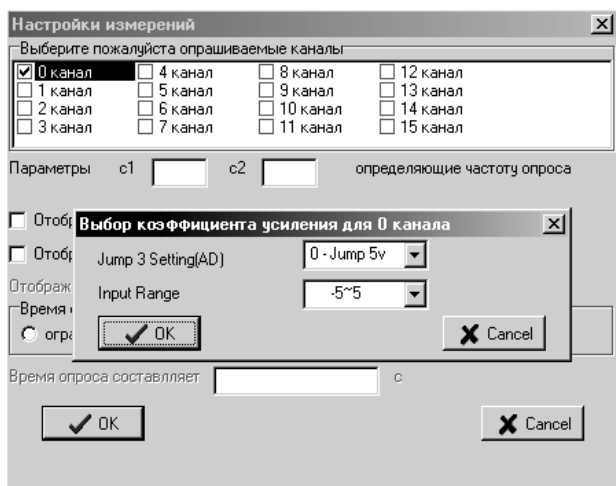 Настройки измерений
Выберите пожалуйста опрашиваемые каналы
0 канал 4 канал 8 канал 12 канал
1 канал 5 канал 9 канал 13 канал
2 канал 6 канал 10 канал 14 канал
3 канал 7 канал 11 канал 15 канал
Параметры c1 c2 определяющие частоту опроса
Отобр
Выбор коэффициента усиления для 0 канала
Отобр
Jump 3 Setting(AD) 0 - Jump 5v
Отображ
Input Range -5~5
Время
огра
OK Cancel
Время опроса составлляет с
OK Cancel